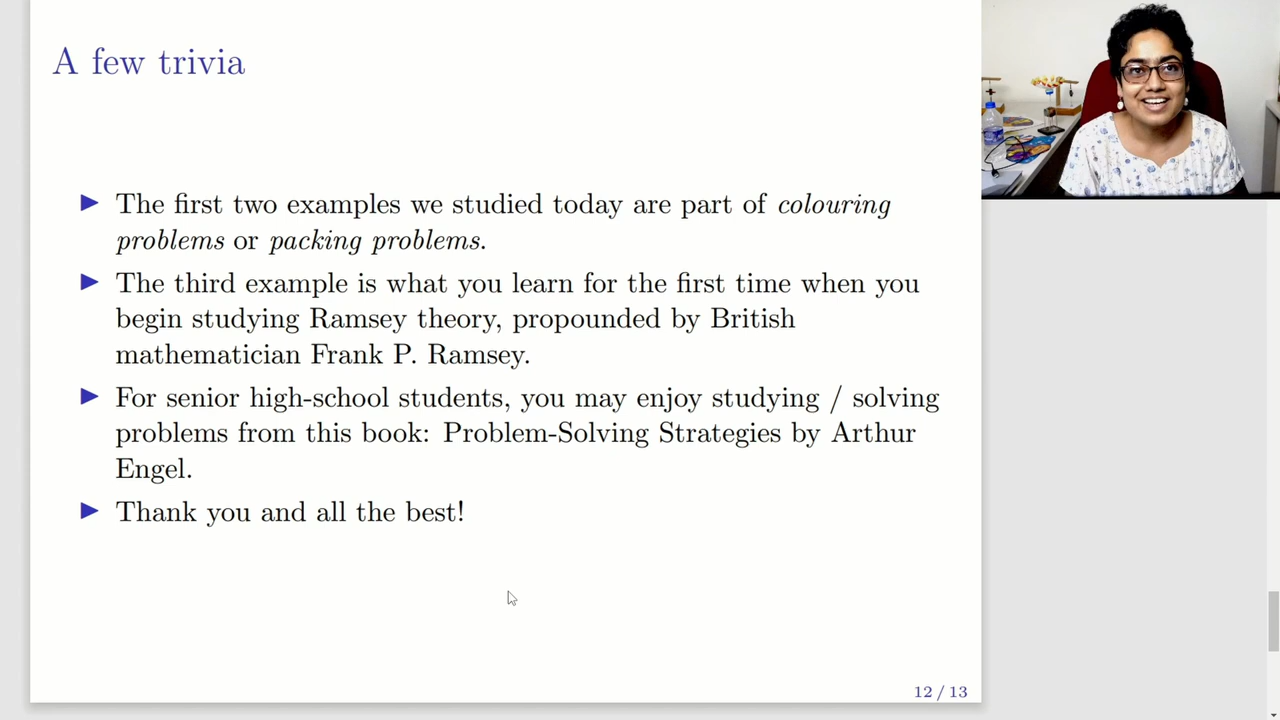 A few trivia
▶ The first two examples we studied today are part of colouring
problems or packing problems.
▶ The third example is what you learn for the first time when you
begin studying Ramsey theory, propounded by British
mathematician Frank P. Ramsey.
▶ For senior high-school students, you may enjoy studying / solving
problems from this book: Problem-Solving Strategies by Arthur
Engel.
▶ Thank you and all the best!
12 / 13